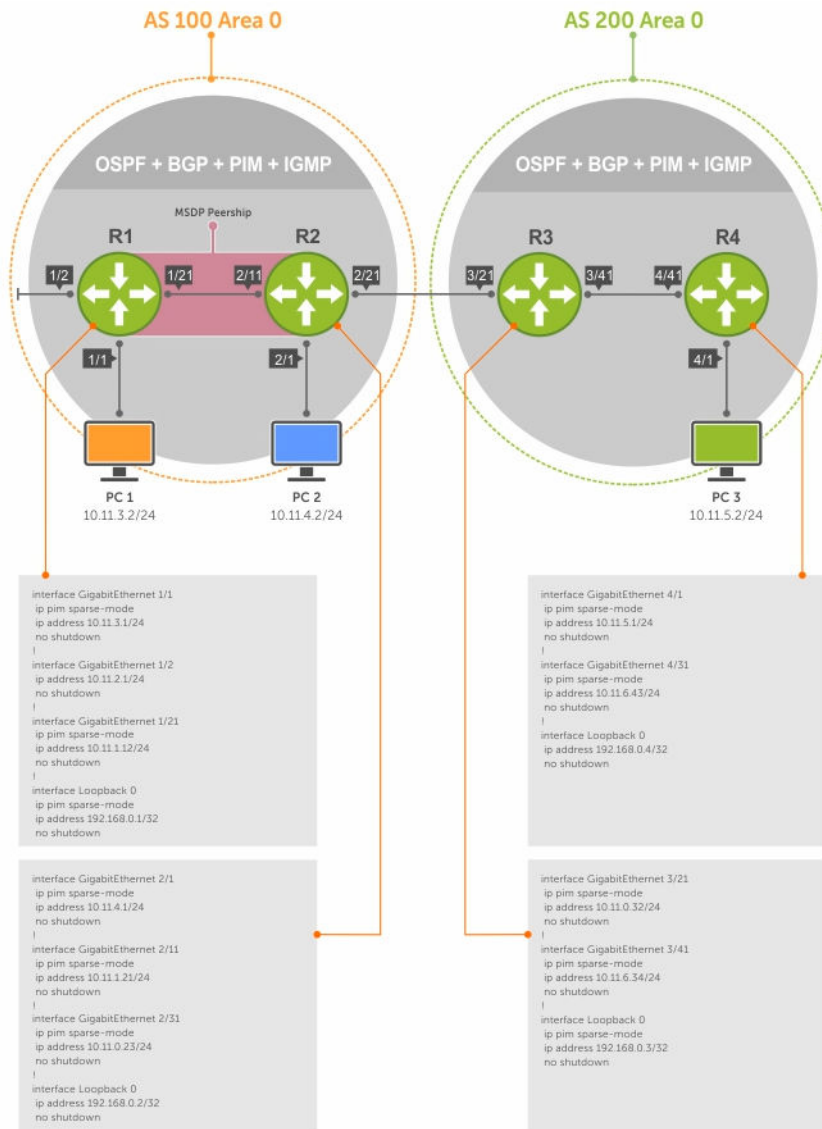 AS 100 Area 0
AS 200 Area 0
OSPF + BGP + PIM + IGMP
OSPF + BGP + PIM + IGMP
MSDP Peership
R1
R2
R3
R4
1/2
1/21
2/11
2/21
3/21
3/41
4/41
1/1
2/1
4/1
PC 1
10.11.3.2/24
PC 2
10.11.4.2/24
PC 3
10.11.5.2/24
interface GigabitEthernet 1/1
ip pim sparse-mode
ip address 10.11.3.1/24
no shutdown
!
interface GigabitEthernet 1/2
ip address 10.11.2.1/24
no shutdown
!
interface GigabitEthernet 1/21
ip pim sparse-mode
ip address 10.11.1.12/24
no shutdown
!
interface Loopback 0
ip pim sparse-mode
ip address 192.168.0.1/32
no shutdown
interface GigabitEthernet 4/1
ip pim sparse-mode
ip address 10.11.5.1/24
no shutdown
!
interface GigabitEthernet 4/31
ip pim sparse-mode
ip address 10.11.6.43/24
no shutdown
!
interface Loopback 0
ip address 192.168.0.4/32
no shutdown
interface GigabitEthernet 2/1
ip pim sparse-mode
ip address 10.11.4.1/24
no shutdown
!
interface GigabitEthernet 2/11
ip pim sparse-mode
ip address 10.11.1.21/24
no shutdown
!
interface GigabitEthernet 2/31
ip pim sparse-mode
ip address 10.11.0.23/24
no shutdown
!
interface Loopback 0
ip address 192.168.0.2/32
no shutdown
interface GigabitEthernet 3/21
ip pim sparse-mode
ip address 10.11.0.32/24
no shutdown
!
interface GigabitEthernet 3/41
ip pim sparse-mode
ip address 10.11.6.34/24
no shutdown
!
interface Loopback 0
ip pim sparse-mode
ip address 192.168.0.3/32
no shutdown